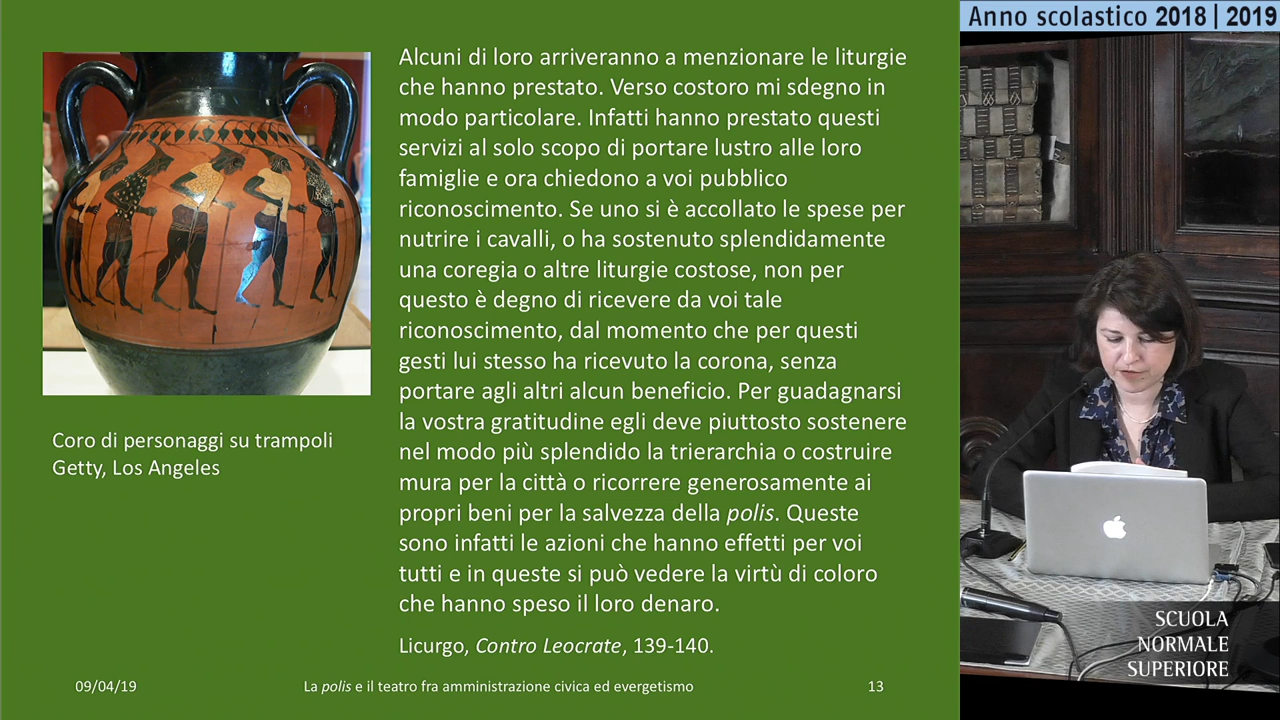 Anno scolastico 2018 | 2019
Alcuni di loro arriveranno a menzionare le liturgie
che hanno prestato. Verso costoro mi sdegno in
modo particolare. Infatti hanno prestato questi
servizi al solo scopo di portare lustro alle loro
famiglie e ora chiedono a voi pubblico
riconoscimento. Se uno si è accollato le spese per
nutrire i cavalli, o ha sostenuto splendidamente
una coregia o altre liturgie costose, non per
questo è degno di ricevere da voi tale
riconoscimento, dal momento che per questi
gesti lui stesso ha ricevuto la corona, senza
portare agli altri alcun beneficio. Per guadagnarsi
la vostra gratitudine egli deve piuttosto sostenere
nel modo più splendido la trierarchia o costruire
mura per la città o ricorrere generosamente ai
propri beni per la salvezza della polis. Queste
sono infatti le azioni che hanno effetti per voi
tutti e in queste si può vedere la virtù di coloro
che hanno speso il loro denaro.
Licurgo, Contro Leocrate, 139-140.
Coro di personaggi su trampoli
Getty, Los Angeles
09/04/19
La polis e il teatro fra amministrazione civica ed evergetismo
13
SCUOLA
NORMALE
SUPERIORE